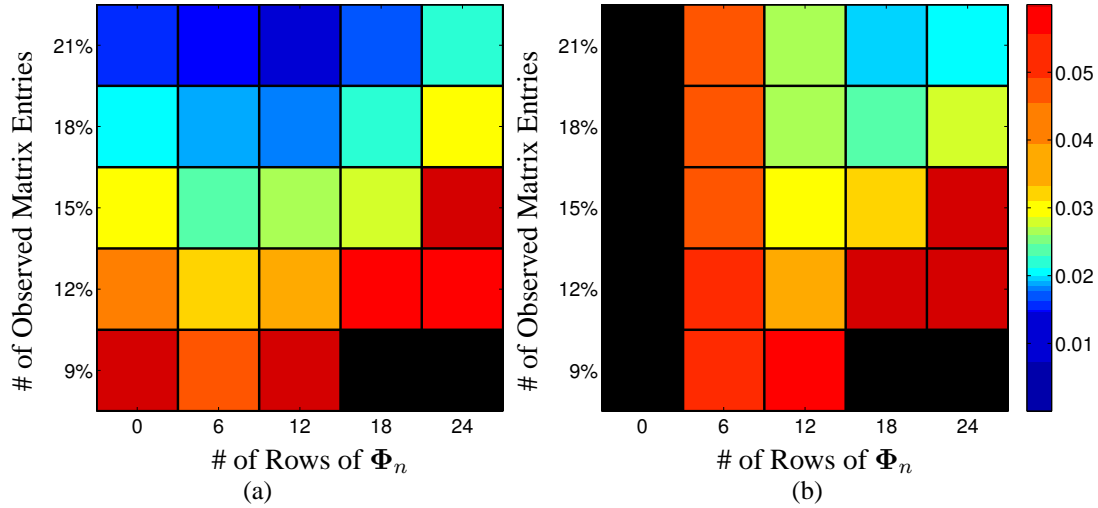 # of Observed Matrix Entries
21%
18%
15%
12%
9%
0 6 12 18 24
# of Rows of Φn
(a)
# of Observed Matrix Entries
21%
18%
15%
12%
9%
0 6 12 18 24
# of Rows of Φn
(b)
0.05
0.04
0.03
0.02
0.01